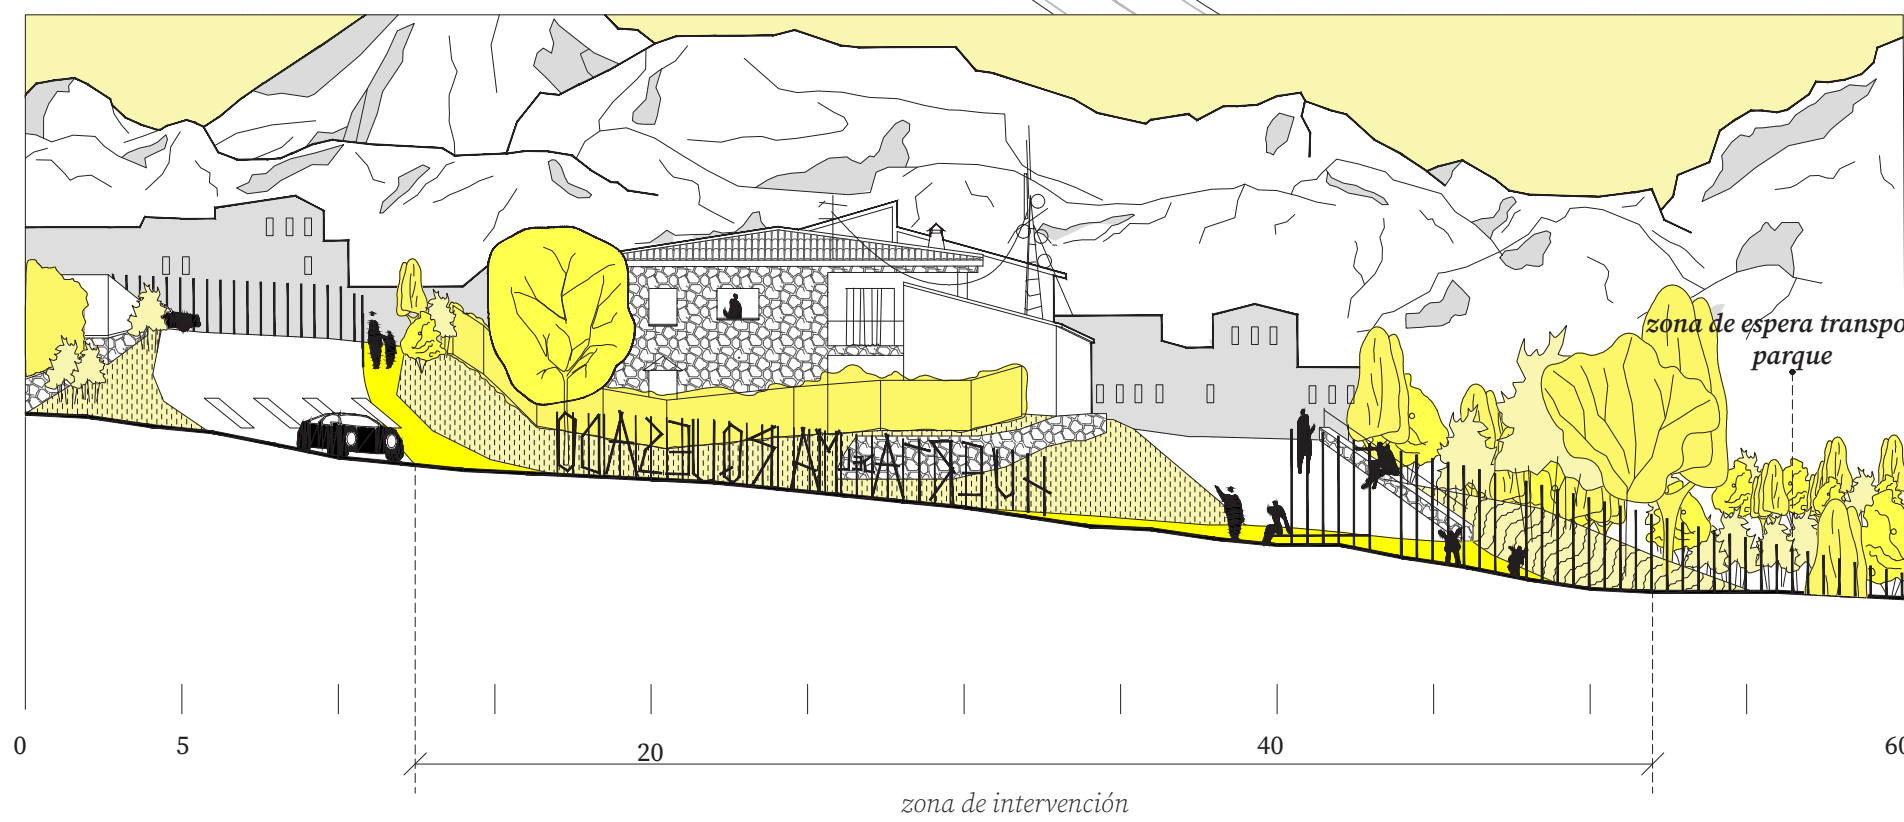 zona de espera transpo
parque
0 5 20 40 60
zona de intervención